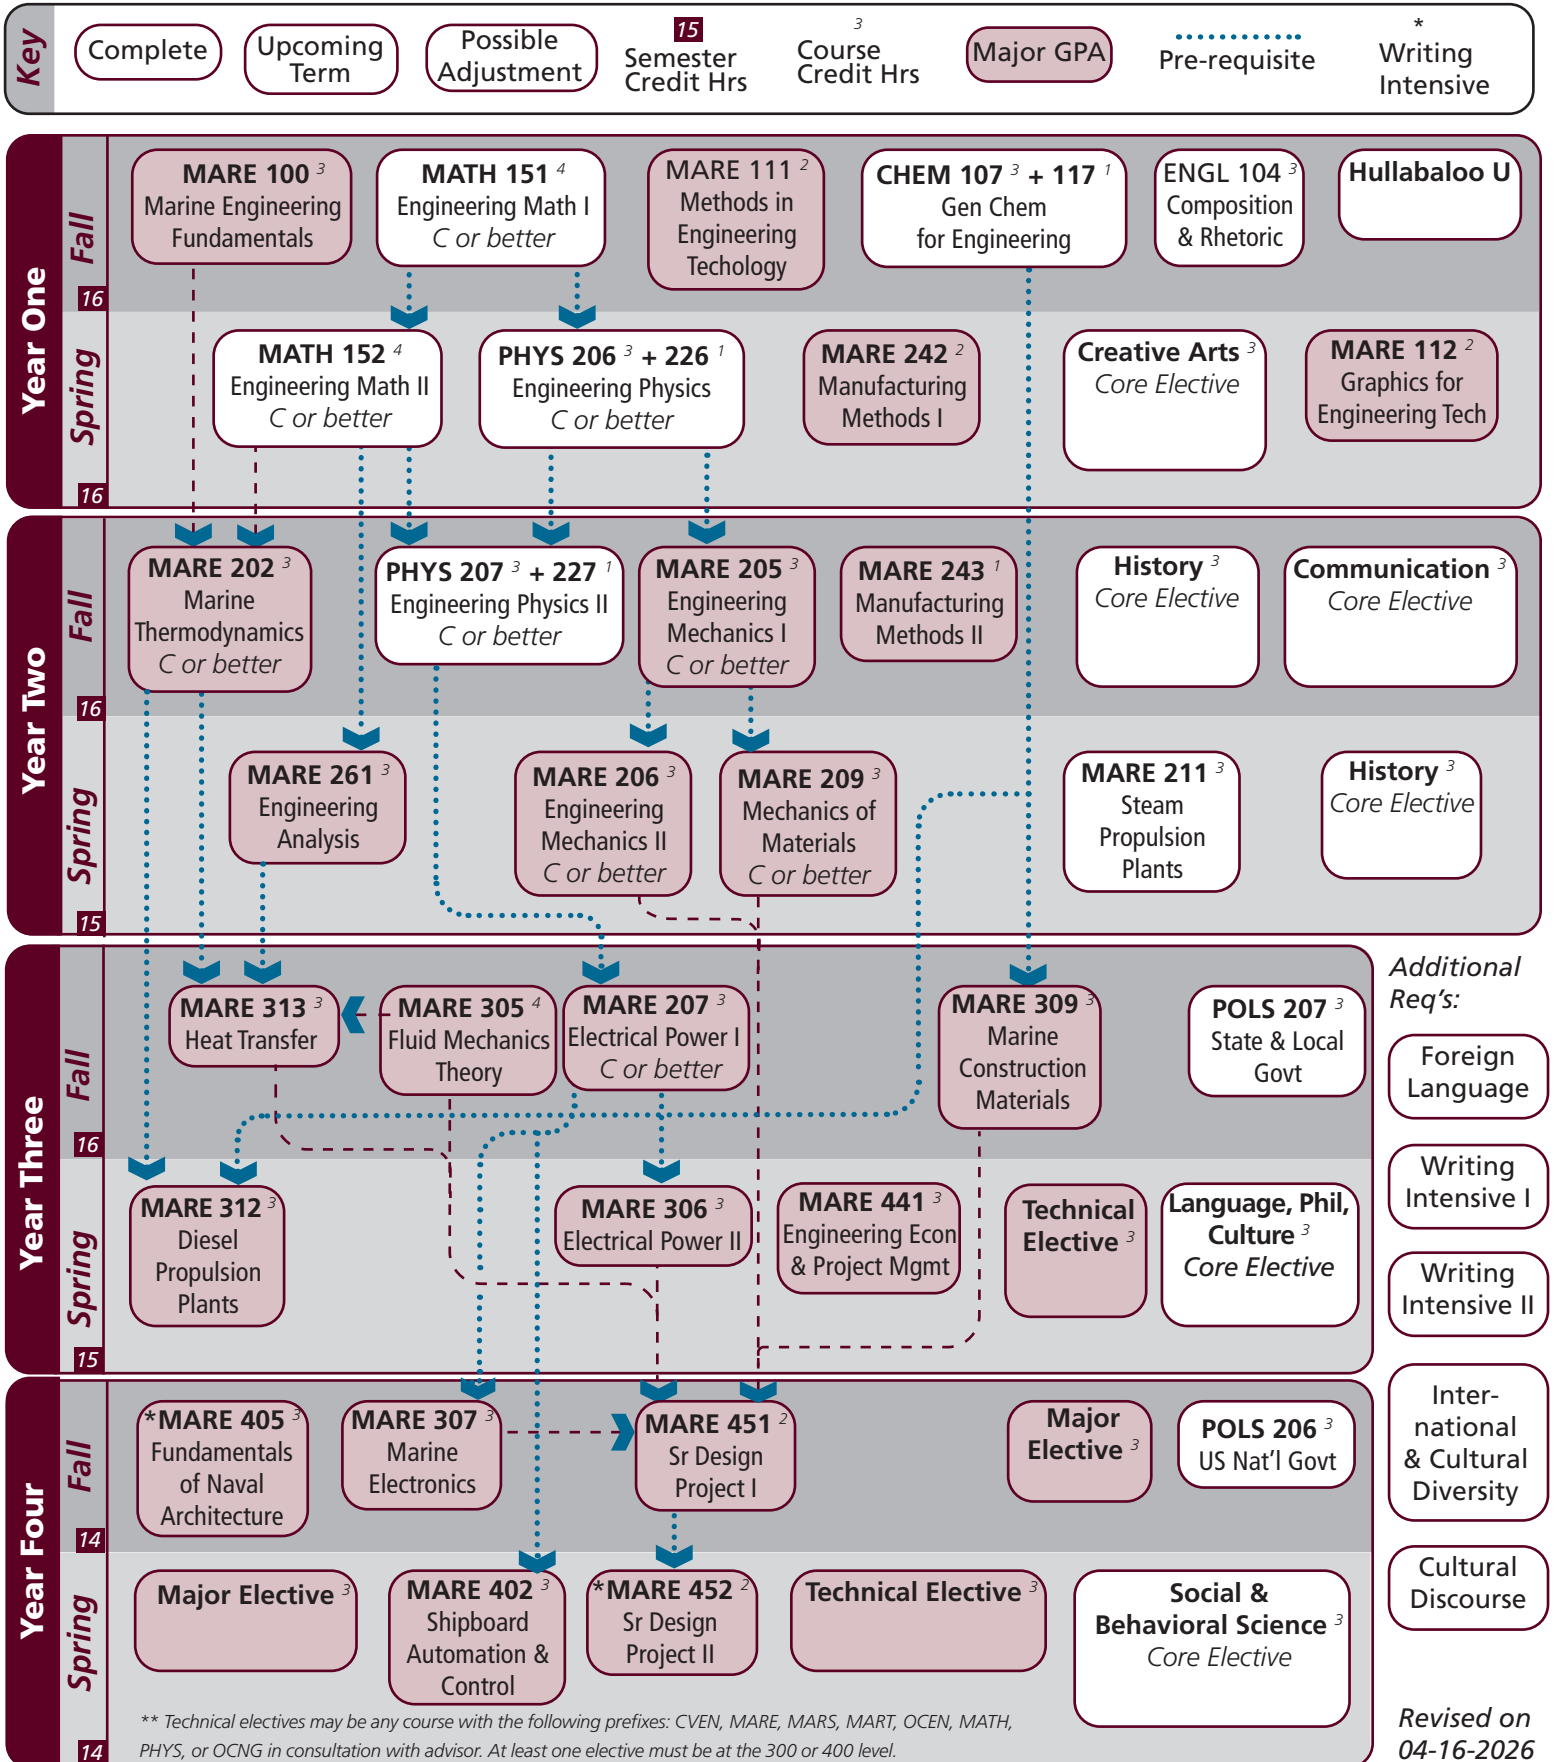 Key
Complete
Upcoming
Term
Possible
Adjustment
15
Semester
Credit Hrs
3
Course
Credit Hrs
Major GPA
Pre-requisite
*
Writing
Intensive
Year One
Fall
16
MARE 100 3
Marine Engineering
Fundamentals
MATH 151 4
Engineering Math I
C or better
MARE 111 2
Methods in
Engineering
Techology
CHEM 107 3 + 117 1
Gen Chem
for Engineering
ENGL 104 3
Composition
& Rhetoric
Hullabaloo U
Spring
16
MATH 152 4
Engineering Math II
C or better
PHYS 206 3 + 226 1
Engineering Physics
C or better
MARE 242 2
Manufacturing
Methods I
Creative Arts 3
Core Elective
MARE 112 2
Graphics for
Engineering Tech
Year Two
Fall
16
MARE 202 3
Marine
Thermodynamics
C or better
PHYS 207 3 + 227 1
Engineering Physics II
C or better
MARE 205 3
Engineering
Mechanics I
C or better
MARE 243 1
Manufacturing
Methods II
History 3
Core Elective
Communication 3
Core Elective
Spring
15
MARE 261 3
Engineering
Analysis
MARE 206 3
Engineering
Mechanics II
C or better
MARE 209 3
Mechanics of
Materials
C or better
MARE 211 3
Steam
Propulsion
Plants
History 3
Core Elective
Year Three
Fall
16
MARE 313 3
Heat Transfer
MARE 305 4
Fluid Mechanics
Theory
MARE 207 3
Electrical Power I
C or better
MARE 309 3
Marine
Construction
Materials
POLS 207 3
State & Local
Govt
Spring
15
MARE 312 3
Diesel
Propulsion
Plants
MARE 306 3
Electrical Power II
MARE 441 3
Engineering Econ
& Project Mgmt
Technical
Elective 3
Language, Phil,
Culture 3
Core Elective
Year Four
Fall
14
*MARE 405 3
Fundamentals
of Naval
Architecture
MARE 307 3
Marine
Electronics
MARE 451 2
Sr Design
Project I
Major
Elective 3
POLS 206 3
US Nat'l Govt
Spring
14
Major Elective 3
MARE 402 3
Shipboard
Automation &
Control
*MARE 452 2
Sr Design
Project II
Technical Elective 3
Social &
Behavioral Science 3
Core Elective
** Technical electives may be any course with the following prefixes: CVEN, MARE, MARS, MART, OCEN, MATH,
PHYS, or OCNG in consultation with advisor. At least one elective must be at the 300 or 400 level.
Additional
Req's:
Foreign
Language
Writing
Intensive I
Writing
Intensive II
Inter-
national
& Cultural
Diversity
Cultural
Discourse
Revised on
04-16-2026